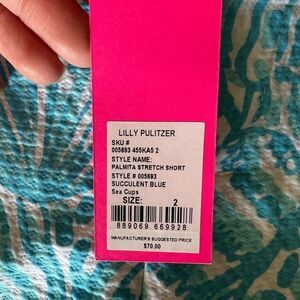 LILLY PULITZER
SKU #
005693 455KA5 2
STYLE NAME:
PALMITA STRETCH SHORT
STYLE # 005693
SUCCULENT BLUE
Sea Cups
SIZE: 2
889069 669928
MANUFACTURER'S SUGGESTED PRICE
$70.00